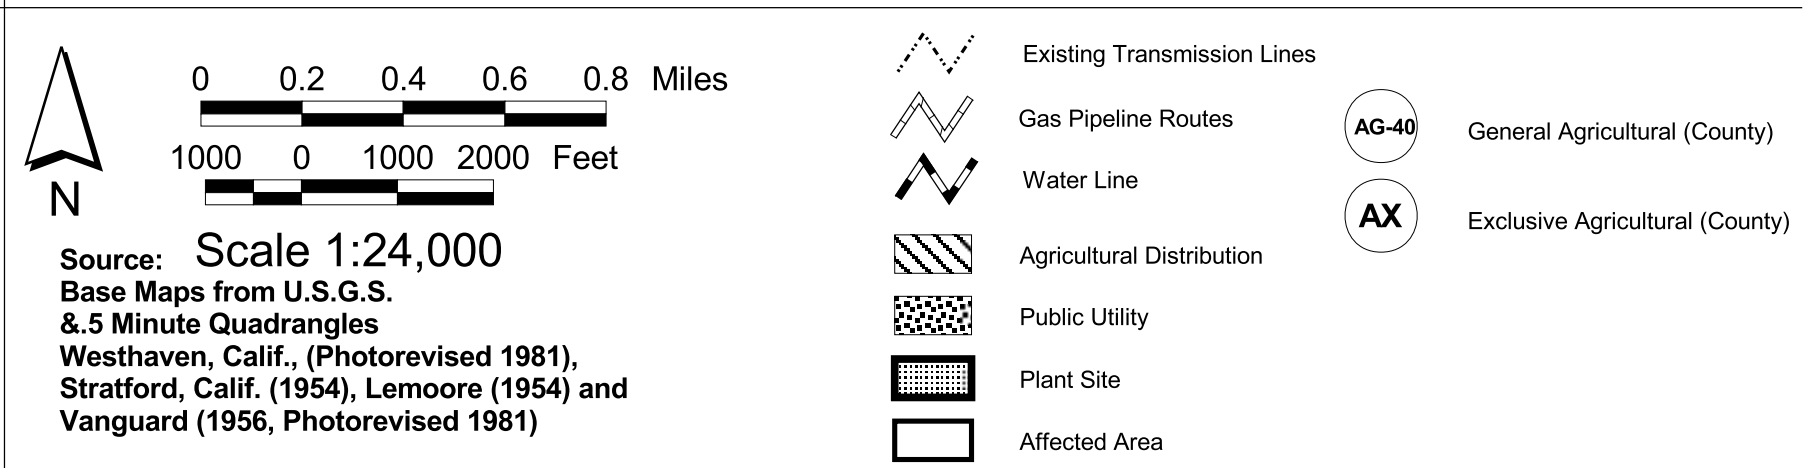 0 0.2 0.4 0.6 0.8 Miles
1000 0 1000 2000 Feet
N
Scale 1:24,000
Source:
Base Maps from U.S.G.S.
&.5 Minute Quadrangles
Westhaven, Calif., (Photorevised 1981),
Stratford, Calif. (1954), Lemoore (1954) and
Vanguard (1956, Photorevised 1981)
Existing Transmission Lines
Gas Pipeline Routes
Water Line
Agricultural Distribution
Public Utility
Plant Site
Affected Area
AG-40 General Agricultural (County)
AX Exclusive Agricultural (County)